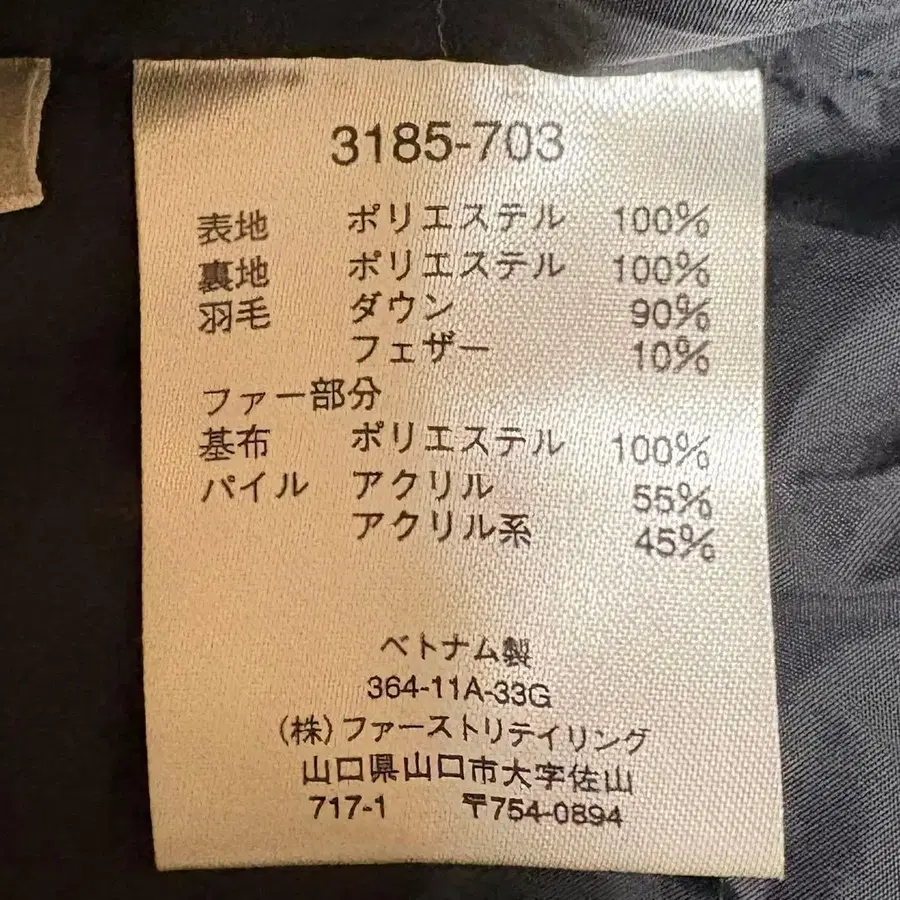 3185-703
表地 ポリエステル 100%
裏地 ポリエステル 100%
羽毛 ダウン 90%
フェザー 10%
ファー部分
基布 ポリエステル 100%
パイル アクリル 55%
アクリル系 45%
ベトナム製
364-11A-33G
(株)ファーストリテイリング
山口県山口市大字佐山
717-1 〒754-0894